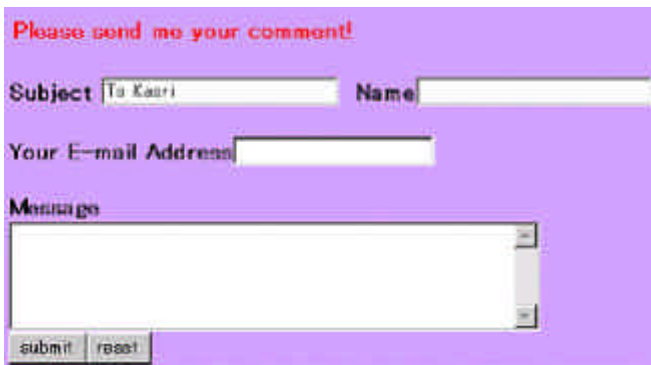 Please send me your comment!
Subject To Kaori Name
Your E-mail Address
Message
submit reset